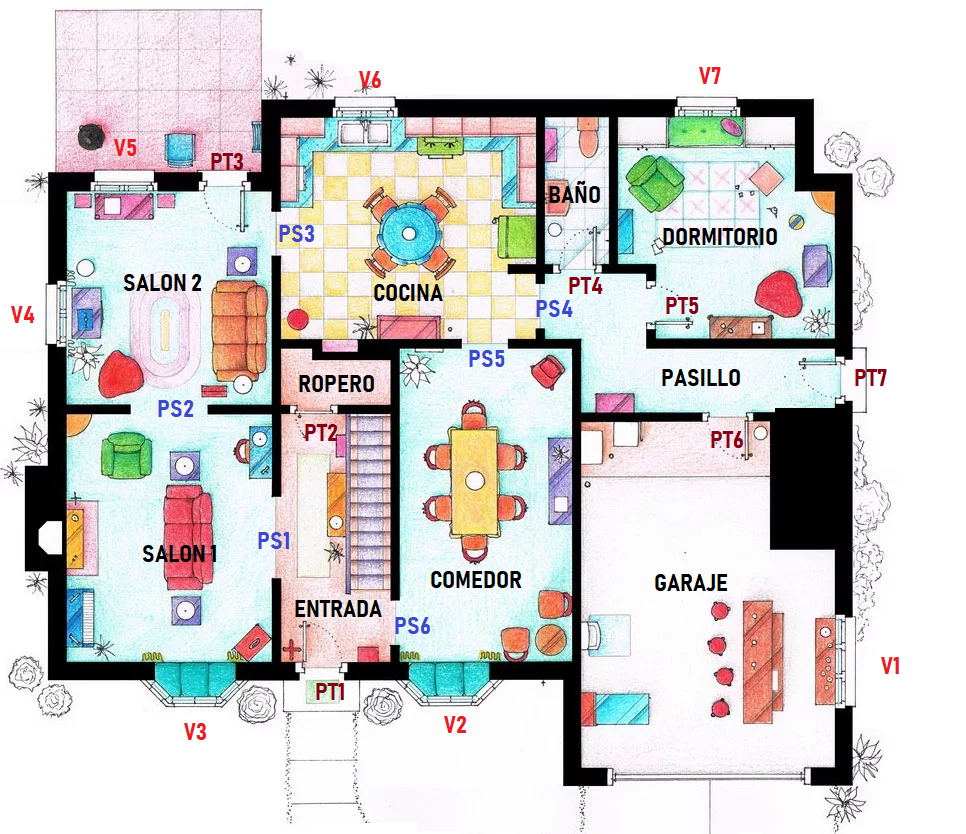 V6
V7
V5
PT3
BAÑO
PS3
DORMITORIO
SALON 2
COCINA
PT4
V4
PS4
PT5
PS5
ROPERO
PASILLO
PT7
PS2
PT2
PT6
PS1
SALON 1
COMEDOR
GARAJE
ENTRADA
PS6
V1
PT1
V3
V2